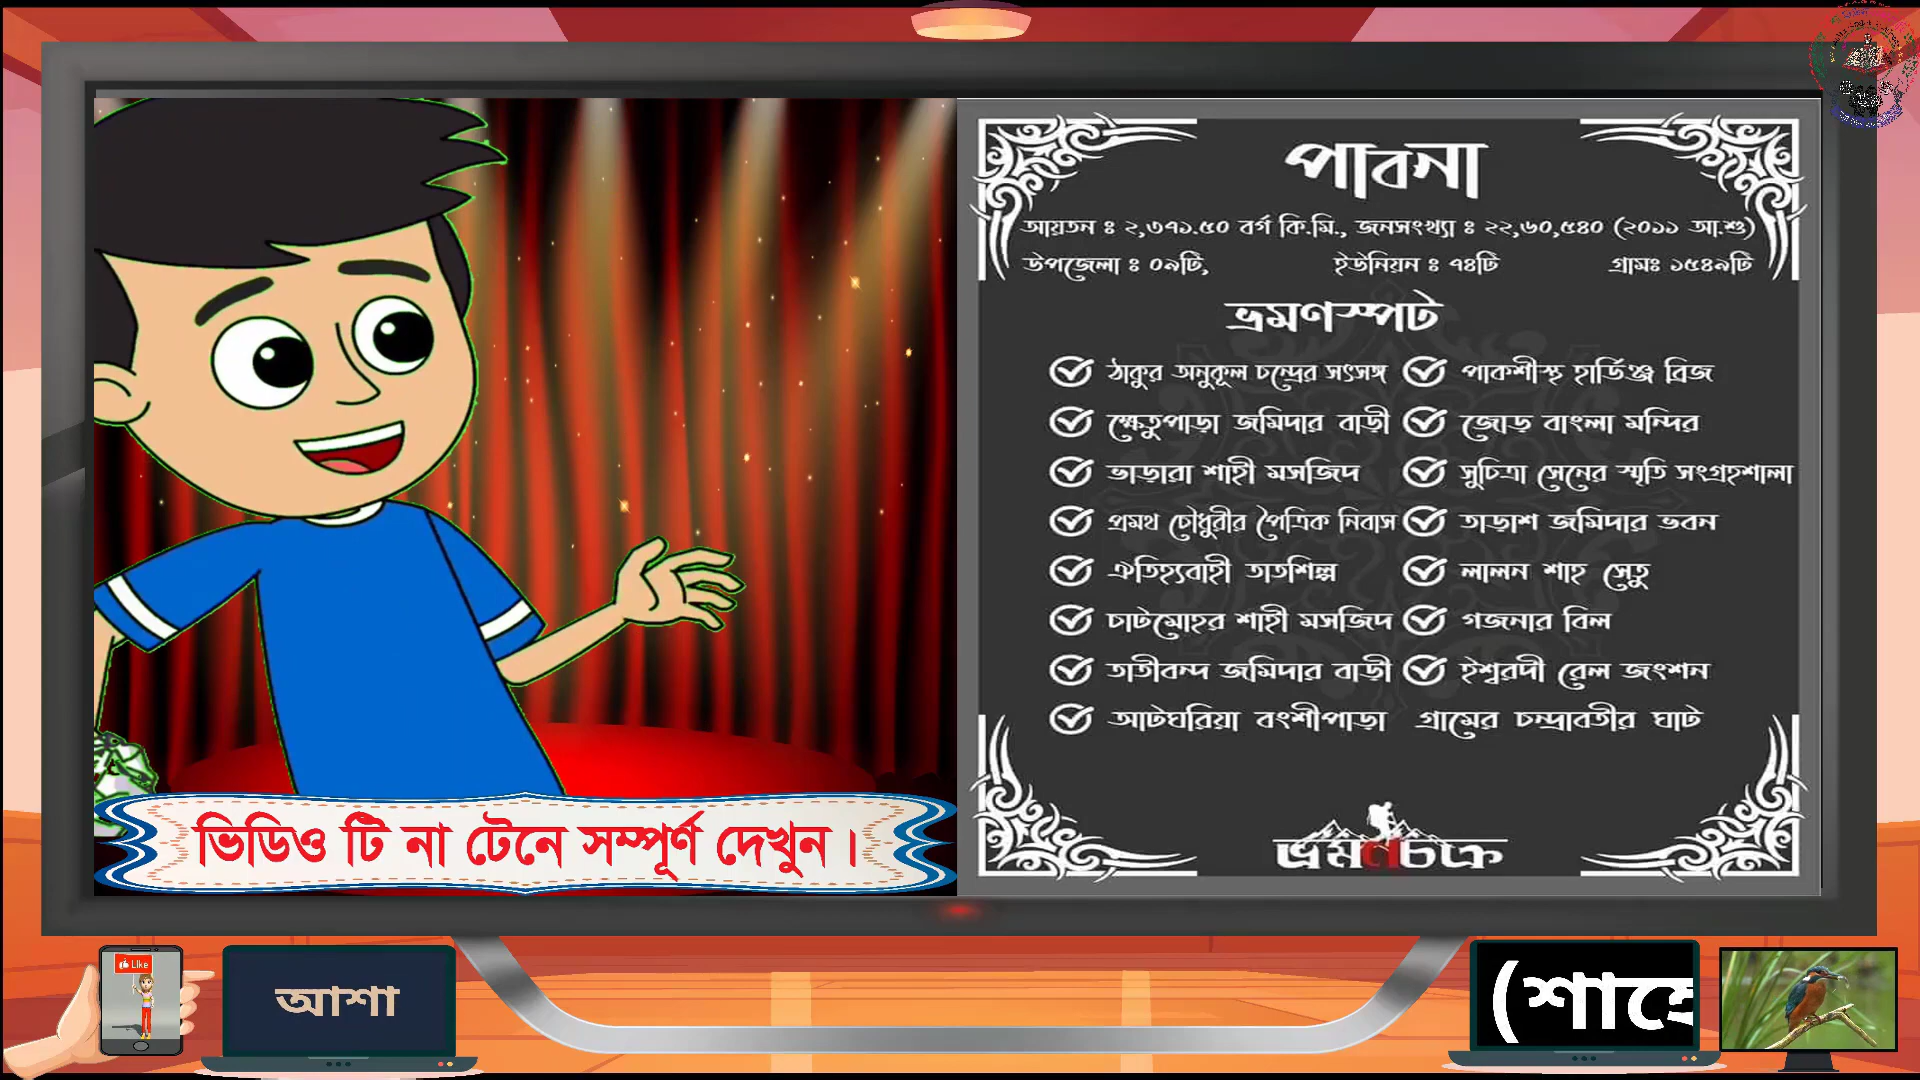 পাবনা
আয়তন ঃ ২,৩৭১.৫০ বর্গ কি.মি., জনসংখ্যা ঃ ২২,৬০,৫৪০ (২০১১ আ.শু)
উপজেলা ঃ ০৯টি, ইউনিয়ন ঃ ৭৪টি গ্রামঃ ১৫৪৯টি
ভ্রমণস্পট
ঠাকুর অনুকূল চন্দ্রের সৎসঙ্গ পাকশীস্থ হার্ডিঞ্জ ব্রিজ
ক্ষেতুপাড়া জমিদার বাড়ী জোড় বাংলা মন্দির
ভাড়ারা শাহী মসজিদ সুচিত্রা সেনের স্মৃতি সংগ্রহশালা
প্রমথ চৌধুরীর পৈত্রিক নিবাস তাড়াশ জমিদার ভবন
ঐতিহ্যবাহী তাতশিল্প লালন শাহ সেতু
চাটমোহর শাহী মসজিদ গজনার বিল
তাতীবন্দ জমিদার বাড়ী ইশ্বরদী রেল জংশন
আটঘরিয়া বংশীপাড়া গ্রামের চন্দ্রাবতীর ঘাট
ভ্রমণচক্র
ভিডিও টি না টেনে সম্পূর্ণ দেখুন।
Like
আশা
(শাহে